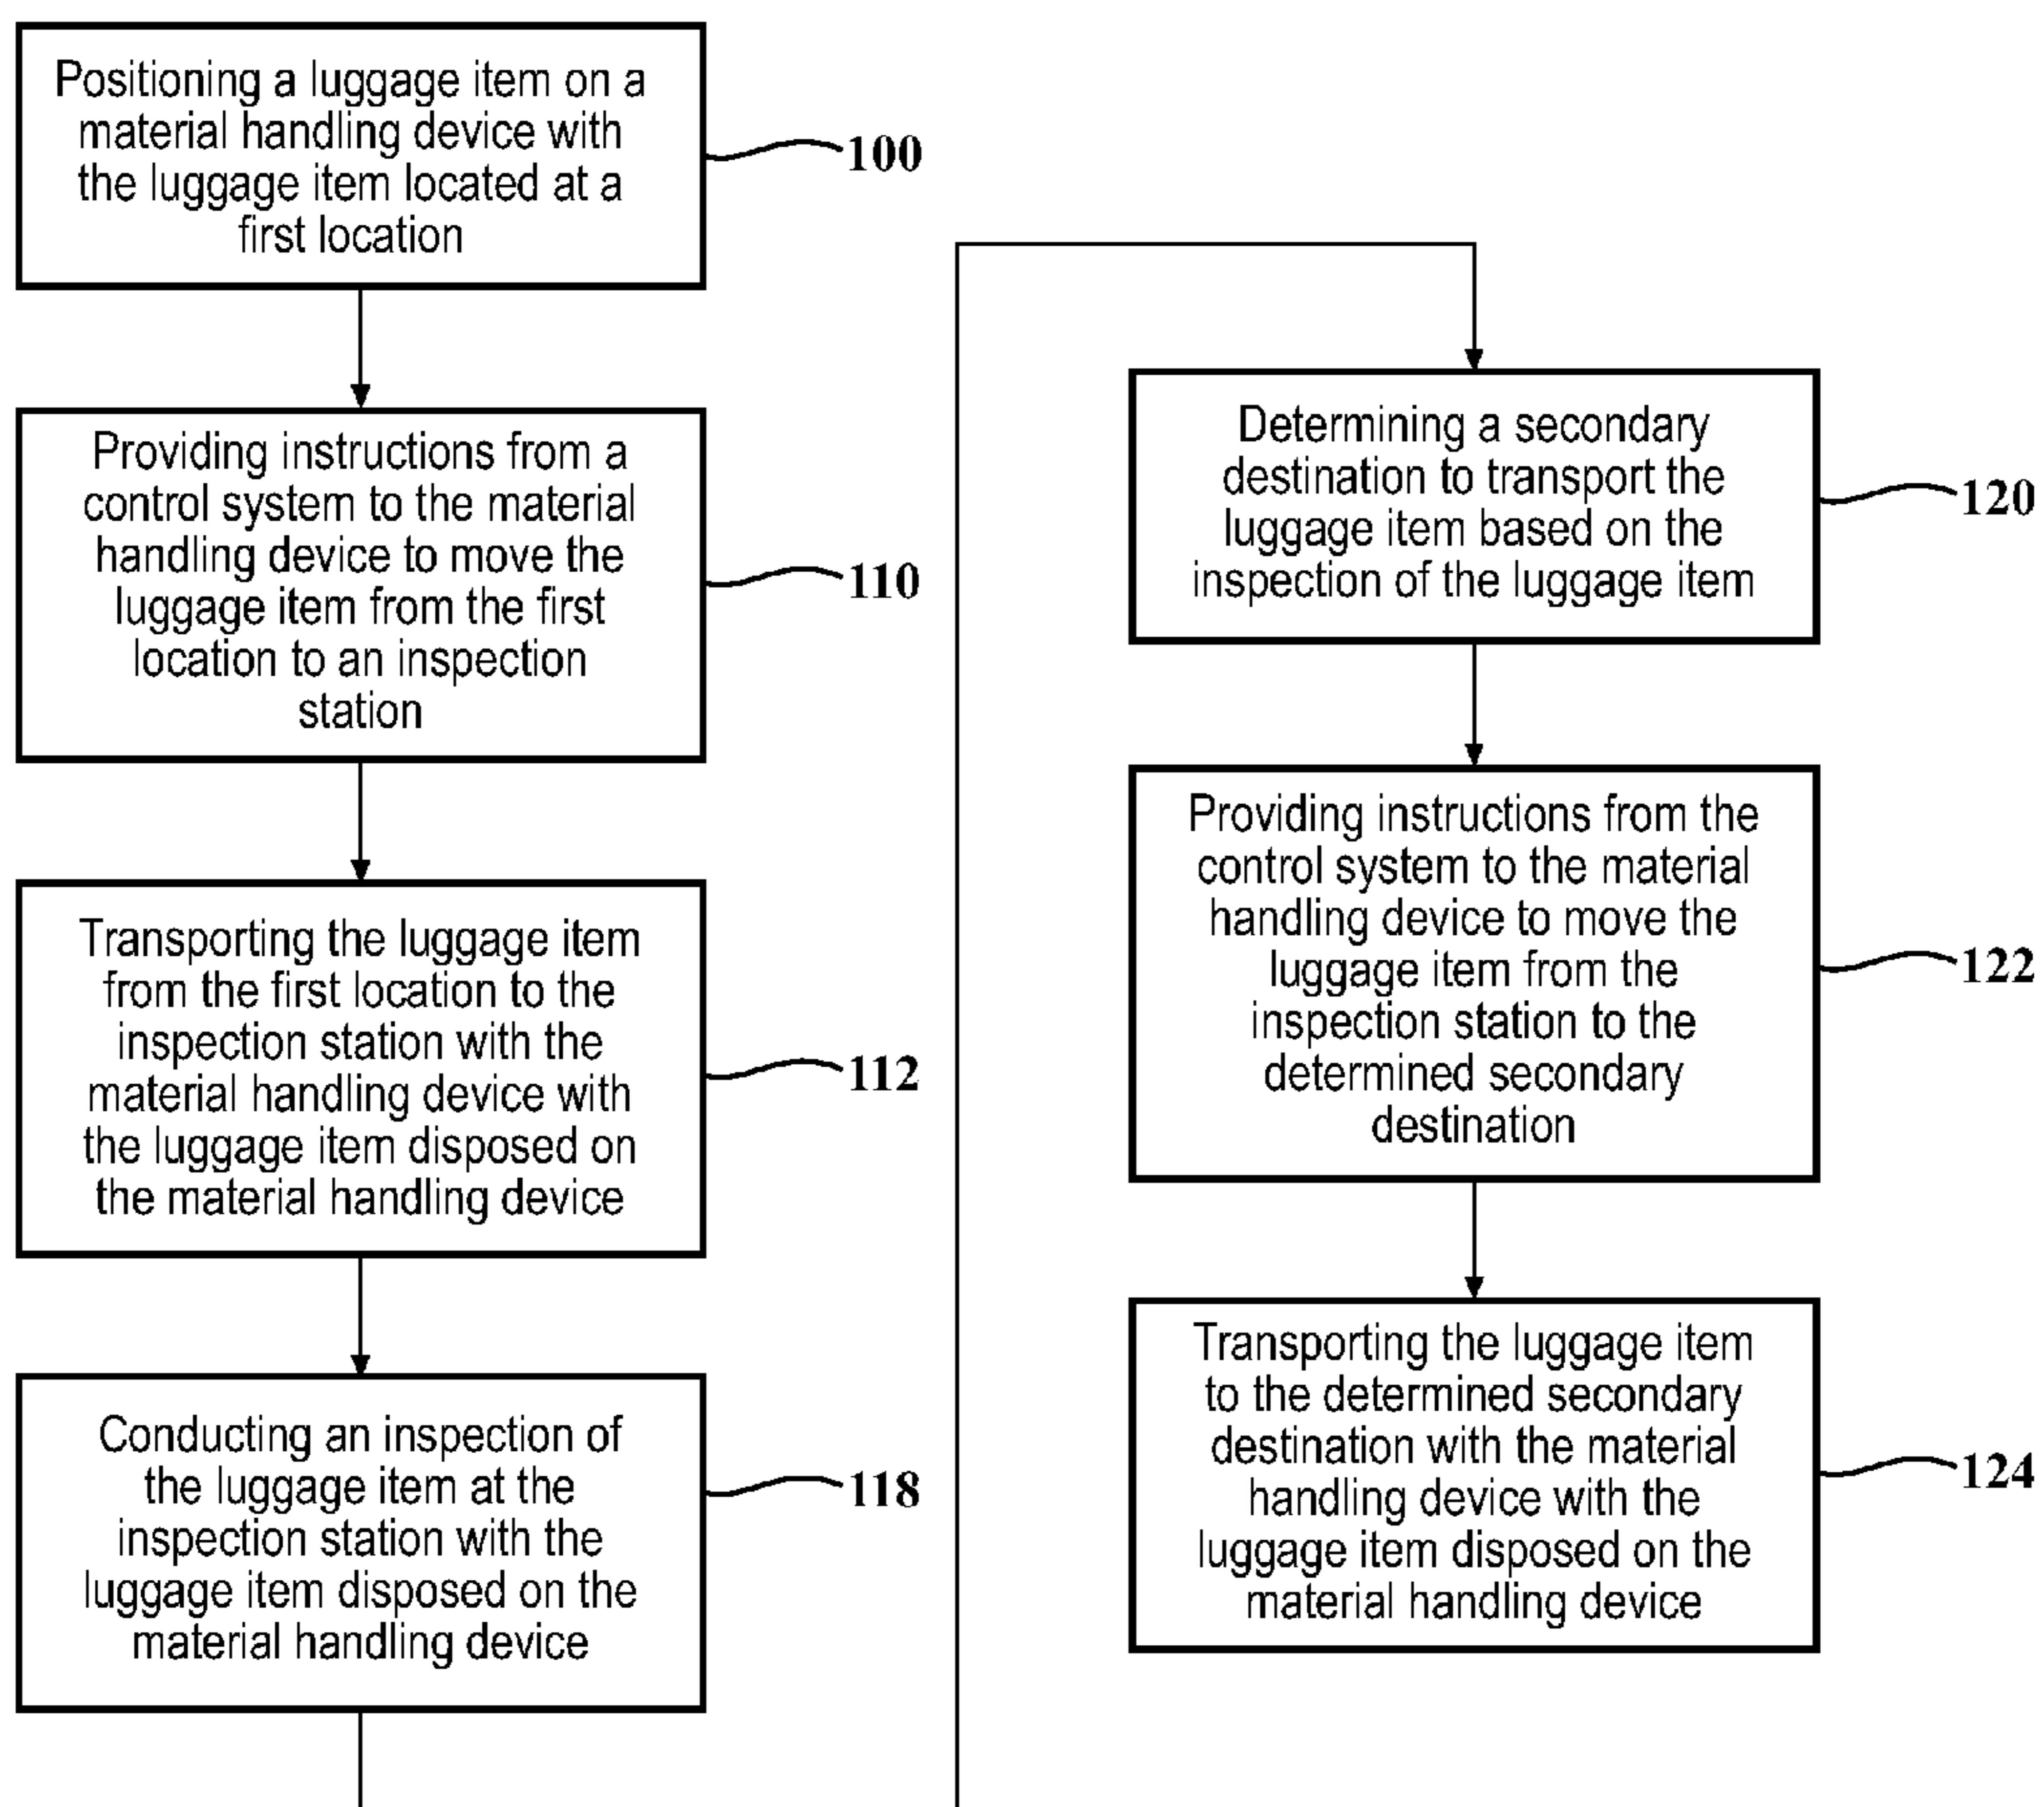 Positioning a luggage item on a
material handling device with
the luggage item located at a
first location
100
Providing instructions from a
control system to the material
handling device to move the
luggage item from the first
location to an inspection
station
110
Transporting the luggage item
from the first location to the
inspection station with the
material handling device with
the luggage item disposed on
the material handling device
112
Conducting an inspection of
the luggage item at the
inspection station with the
luggage item disposed on the
material handling device
118
Determining a secondary
destination to transport the
luggage item based on the
inspection of the luggage item
120
Providing instructions from the
control system to the material
handling device to move the
luggage item from the
inspection station to the
determined secondary
destination
122
Transporting the luggage item
to the determined secondary
destination with the material
handling device with the
luggage item disposed on the
material handling device
124